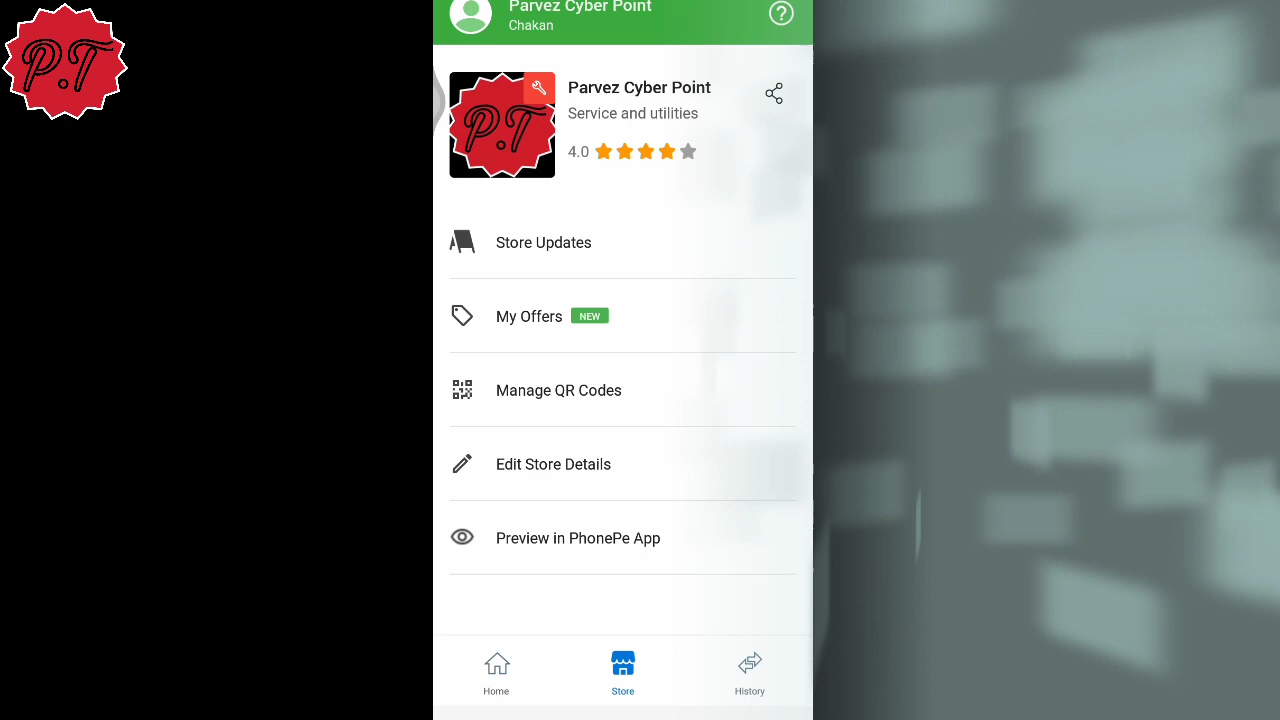 P.T
Parvez Cyber Point
Chakan
P.T
Parvez Cyber Point
Service and utilities
4.0
Store Updates
My Offers NEW
Manage QR Codes
Edit Store Details
Preview in PhonePe App
Home
Store
History